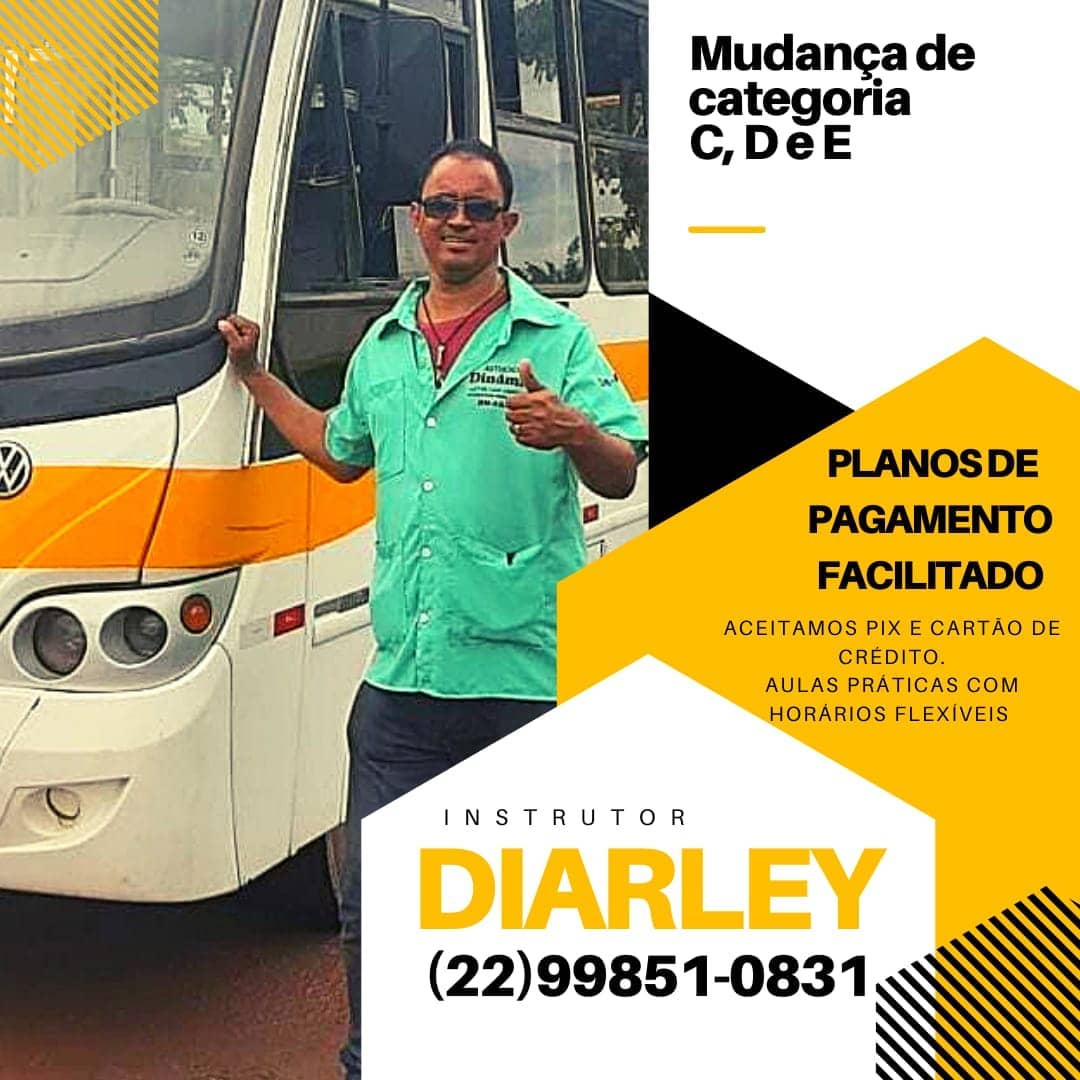 Mudança de
categoria
C, D e E
PLANOS DE
PAGAMENTO
FACILITADO
ACEITAMOS PIX E CARTÃO DE
CRÉDITO.
AULAS PRÁTICAS COM
HORÁRIOS FLEXÍVEIS
INSTRUTOR
DIARLEY
(22)99851-0831